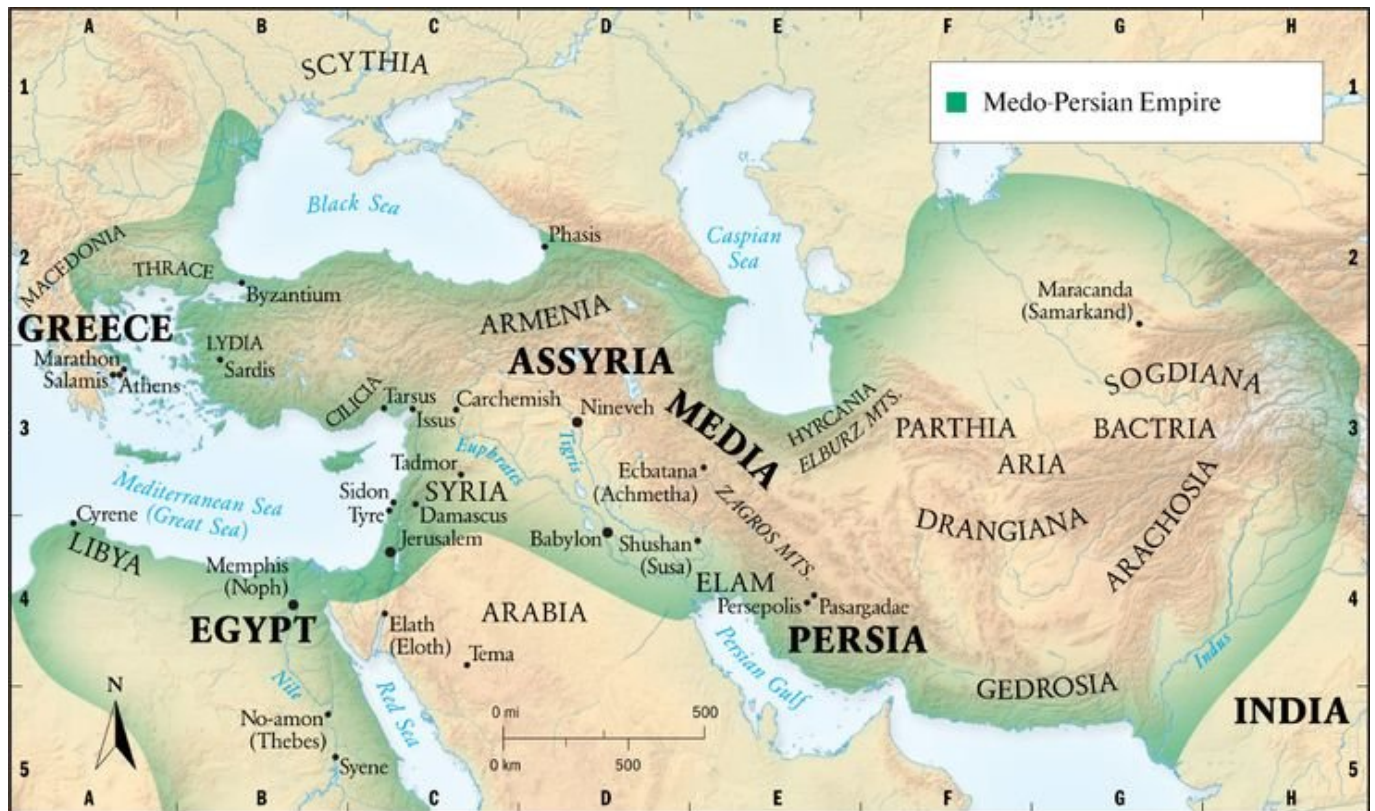 A B C D E F G H
1
SCYTHIA
1
Medo-Persian Empire
Black Sea
Phasis
Caspian
Sea
2
MACEDONIA
THRACE
Byzantium
2
Maracanda
(Samarkand)
GREECE
ARMENIA
LYDIA
Sardis
Marathon
Salamis
Athens
ASSYRIA
SOGDIANA
CILICIA
Tarsus
Issus
Carchemish
Nineveh
MEDIA
HYRCANIA
ELBURZ MTS.
3
PARTHIA
BACTRIA
3
ARIA
Euphrates
Tigris
Tadmor
Ecbatana
(Achmetha)
Mediterranean Sea
(Great Sea)
Sidon
Tyre
SYRIA
Damascus
ZAGROS MTS.
DRANGIANA
ARACHOSIA
Cyrene
LIBYA
Jerusalem
Babylon
Shushan
(Susa)
Memphis
(Noph)
ELAM
4
Persepolis
Pasargadae
4
EGYPT
Elath
(Eloth)
ARABIA
Tema
PERSIA
Persian Gulf
Indus
GEDROSIA
N
Nile
Red Sea
INDIA
No-amon
(Thebes)
0 mi 500
0 km 500
Syene
5
5
A B C D E F G H